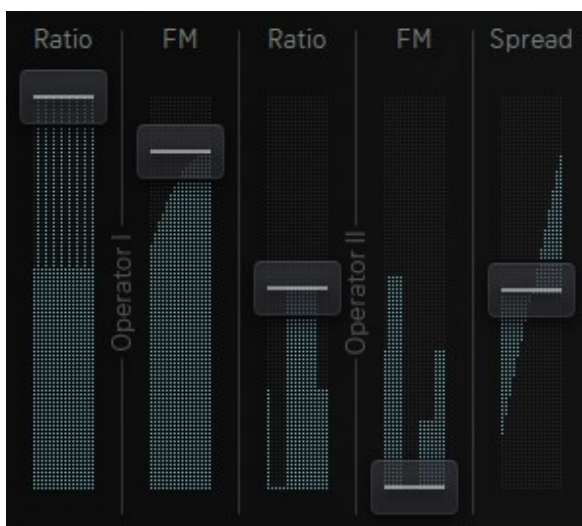 Ratio
FM
Ratio
FM
Spread
Operator I
Operator II